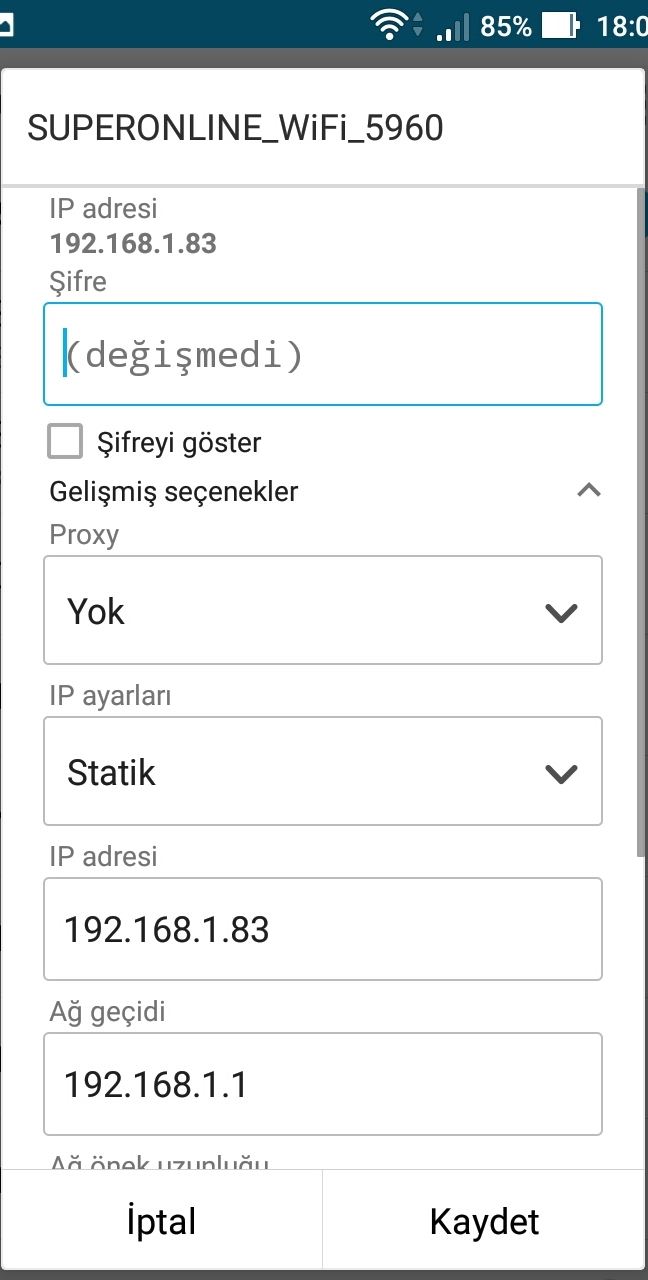 85% 18:0
SUPERONLINE_WiFi_5960
IP adresi
192.168.1.83
Şifre
(değişmedi)
Şifreyi göster
Gelişmiş seçenekler
Proxy
Yok
IP ayarları
Statik
IP adresi
192.168.1.83
Ağ geçidi
192.168.1.1
Ağ önek uzunluğu
İptal
Kaydet